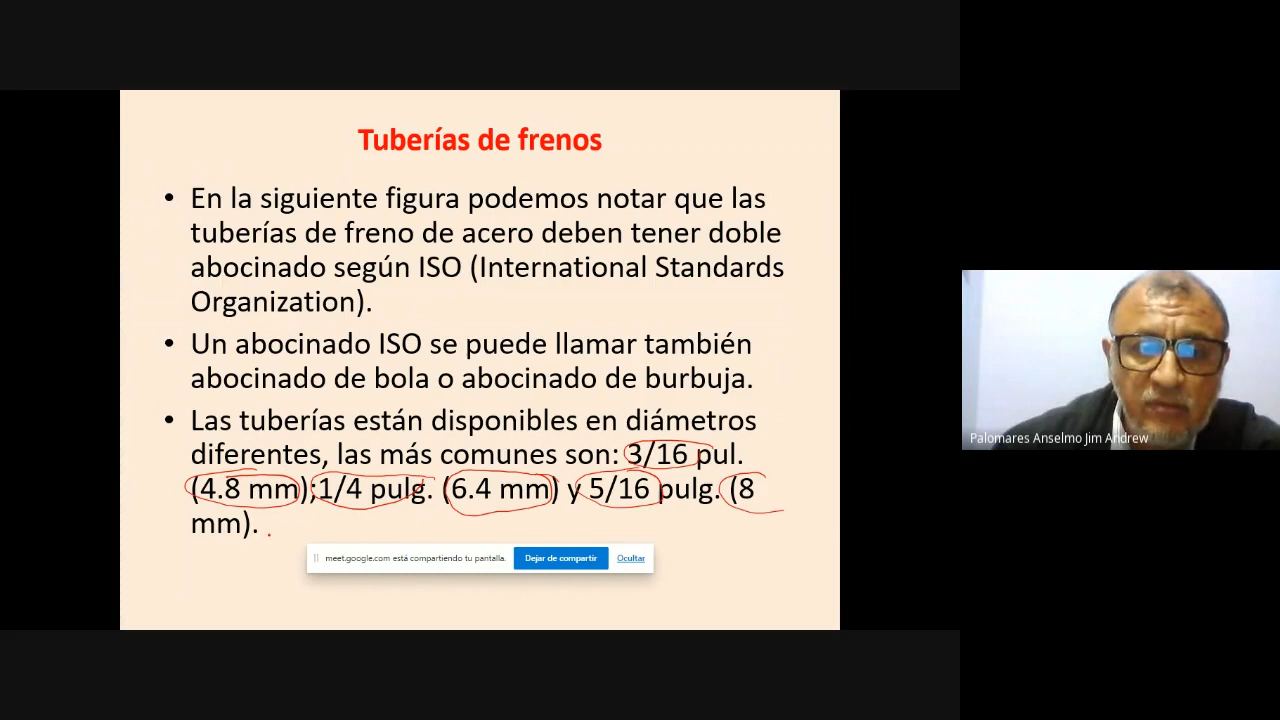 Tuberías de frenos
• En la siguiente figura podemos notar que las
tuberías de freno de acero deben tener doble
abocinado según ISO (International Standards
Organization).
• Un abocinado ISO se puede llamar también
abocinado de bola o abocinado de burbuja.
• Las tuberías están disponibles en diámetros
diferentes, las más comunes son: 3/16 pul.
(4.8 mm);1/4 pulg. (6.4 mm) y 5/16 pulg. (8
mm).
meet.google.com está compartiendo tu pantalla. Dejar de compartir Ocultar
Palomares Anselmo Jim Andrew